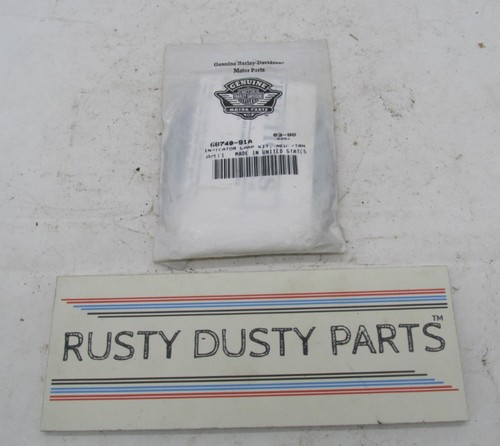 Genuine Harley-Davidson
Motor Parts
GENUINE
MOTOR PARTS
68740-91A
INDICATOR LAMP KIT,
MADE IN UNITED STATES
RUSTY DUSTY PARTS™